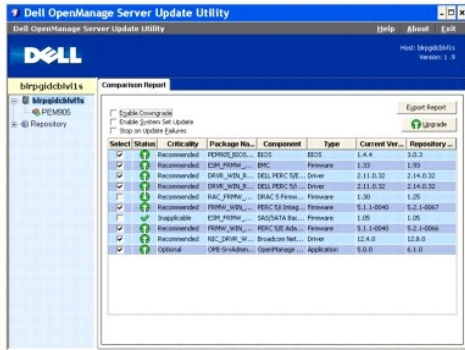 Dell OpenManage Server Update Utility
Dell OpenManage Server Update Utility Help About Exit
DELL
Host: blrpgidcblvl1s
Version: 1.9
blrpgidcblvl1s
Comparison Report
blrpgidcblvl1s
PEM905
Repository
Enable Downgrade
Enable System Set Update
Stop on Update Failures
Export Report
Upgrade
Select Status Criticality Package Na... Component Type Current Ver... Repository ...
Recommended PEM905_BIOS... BIOS BIOS 1.4.4 3.0.3
Recommended ESM_FRMW_... BMC Firmware 1.33 1.93
Recommended DRVR_WIN_R... DELL PERC 5/E... Driver 2.11.0.32 2.14.0.32
Recommended DRVR_WIN_R... DELL PERC 5/i ... Driver 2.11.0.32 2.14.0.32
Recommended RAC_FRMW_... DRAC 5 Firmw... Firmware 1.30 1.25
Inapplicable ESM_FRMW_... SAS/SATA Bac... Firmware 1.05 1.05
Recommended FRMW_WIN_... PERC 5/i Integ... Firmware 5.1.1-0040 5.2.1-0067
Recommended FRMW_WIN_... PERC 5/E Ada... Firmware 5.1.1-0040 5.2.1-0066
Recommended NIC_DRVR_W... Broadcom Net... Driver 12.4.0 12.8.0
Optional OME-SrvAdmin... OpenManage ... Application 5.0.0 6.1.0